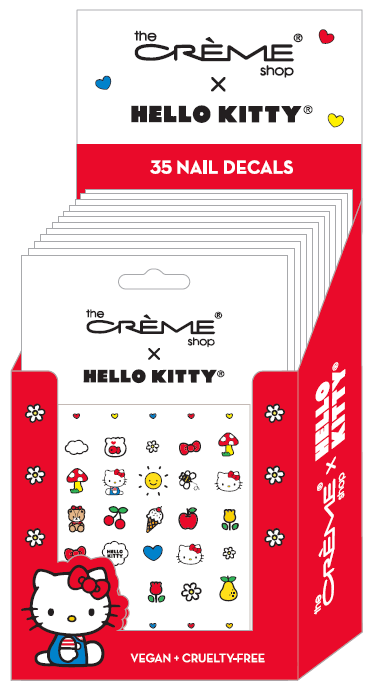 the
CRÈME®
shop
×
HELLO KITTY®
35 NAIL DECALS
the
CRÈME®
shop
×
HELLO KITTY®
HELLO
KITTY
VEGAN + CRUELTY-FREE
the
CRÈME
shop
×
HELLO
KITTY®